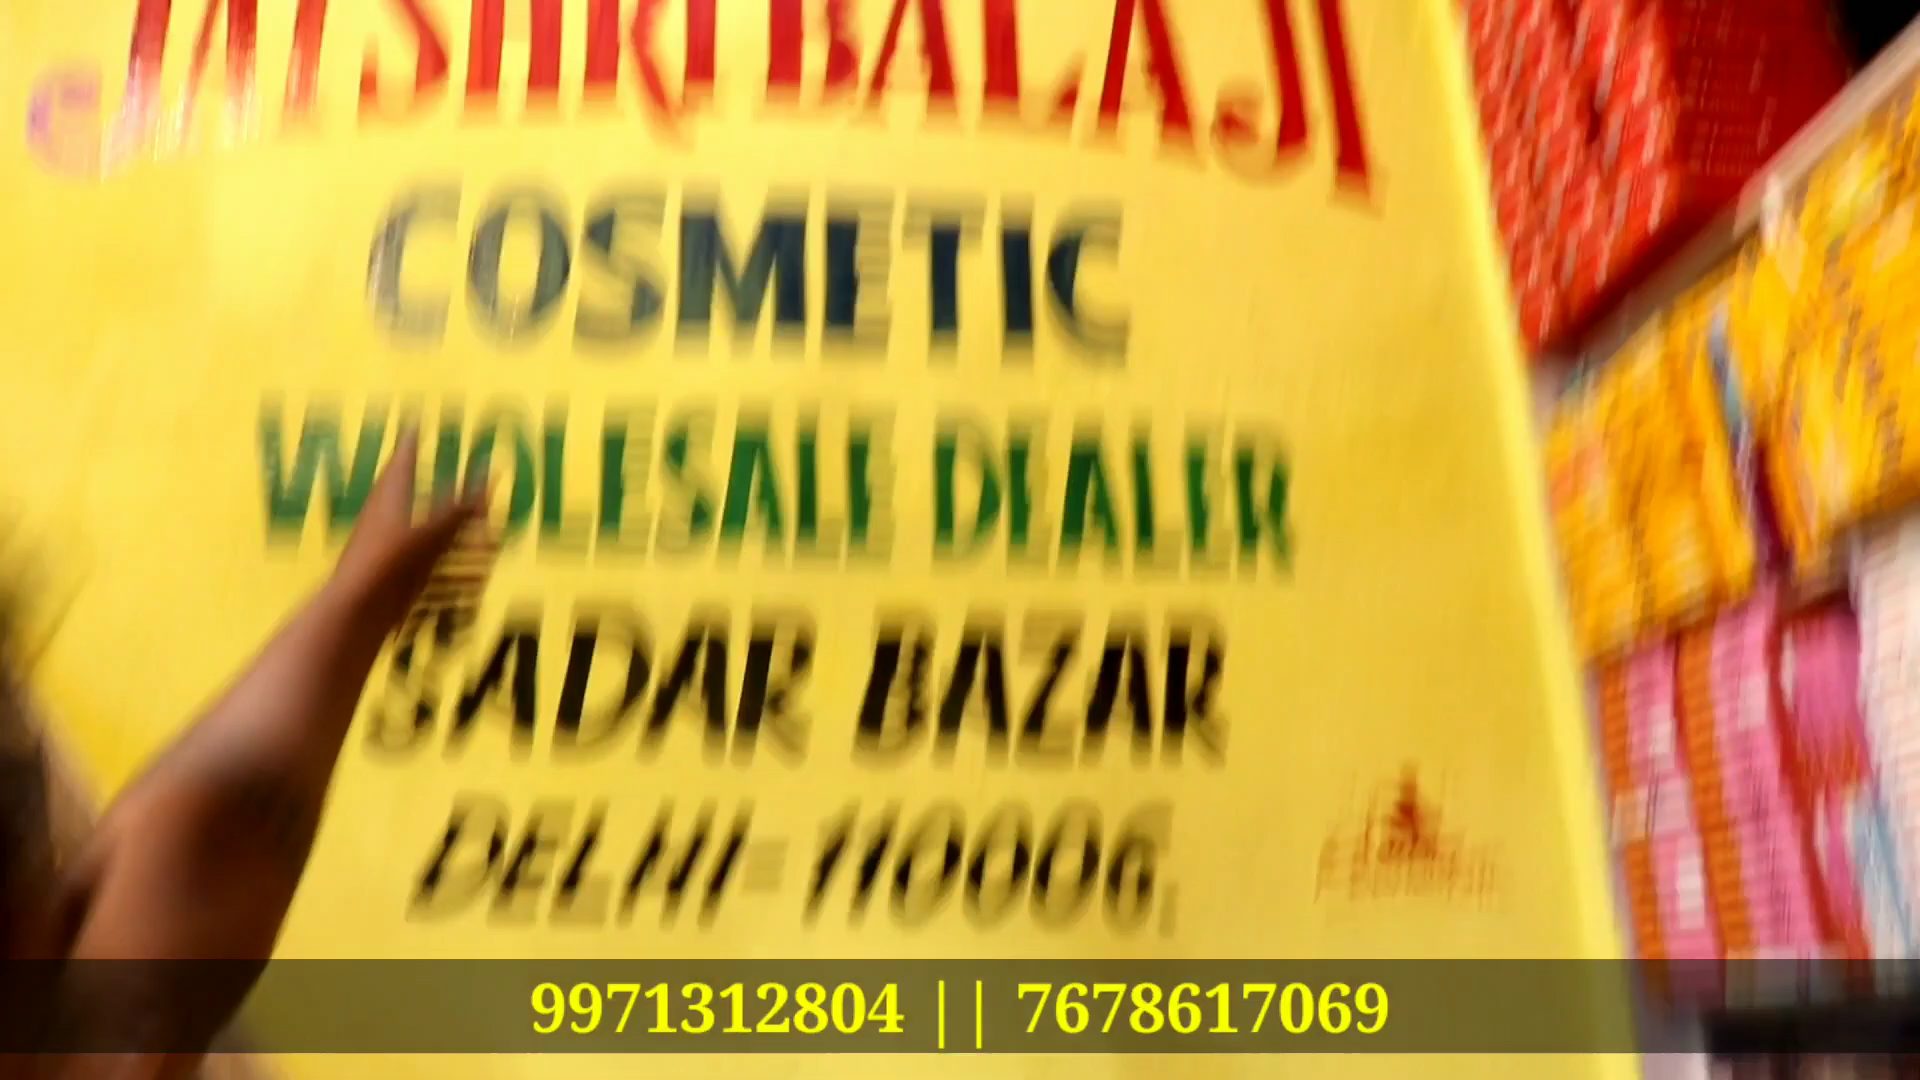 JAI SHRI BALAJI
COSMETIC
WHOLESALE DEALER
SADAR BAZAR
DELHI- 110006,
9971312804 || 7678617069